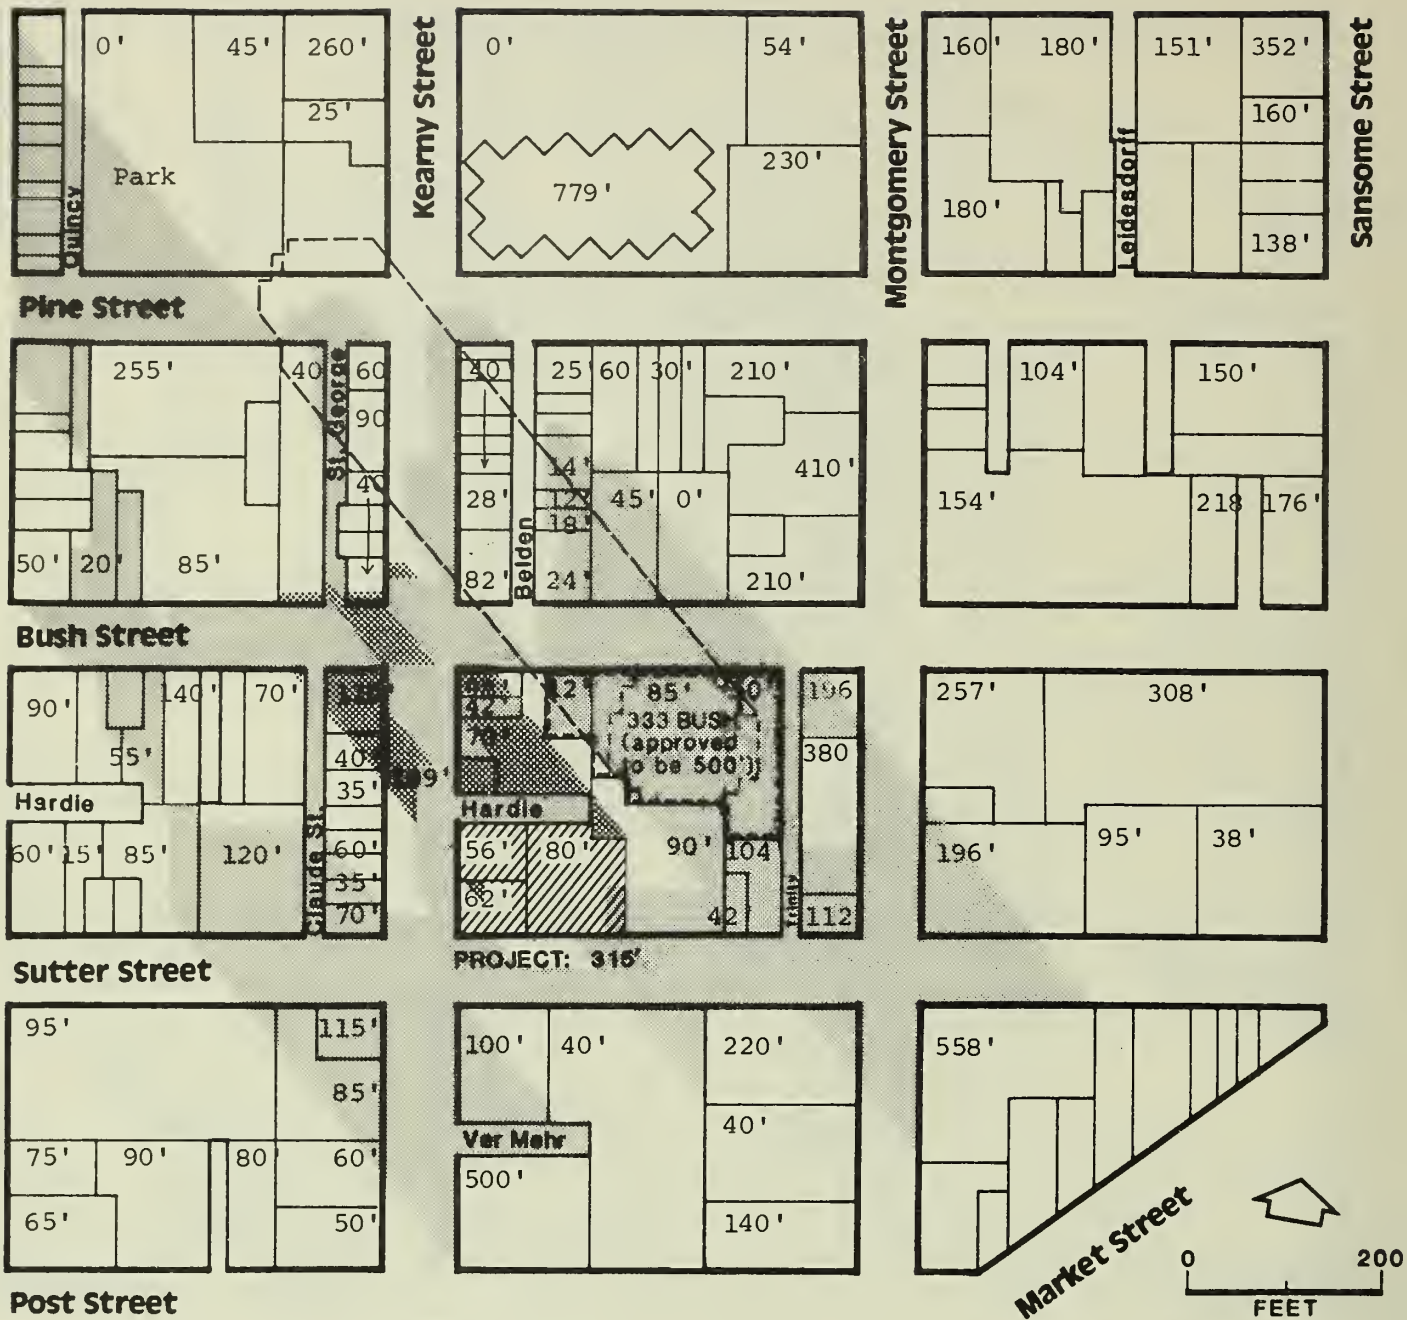 0' 45' 260' 0' 54' 160' 180' 151' 352'
25' 160'
Park 779' 230' 180' 138'
Quincy
Kearny Street
Montgomery Street
Leidesdorff
Sansome Street
Pine Street
255' 40 60 40' 25' 60 30' 210' 104' 150'
90
14' 410'
40 28' 12' 45' 0' 154' 218 176'
18'
50' 20' 85' 82' 24' 210'
St. George
Belden
Bush Street
90' 140' 70' 12' 85' 0' 196 257' 308'
42'
70' 333 BUSH
55' 40' (approved 380
to be 500')
35'
Hardie Hardie
60' 15' 85' 120' 60' 56' 80' 90' 104 196' 95' 38'
35' 62'
70' 42' 112
Claude St.
Trinity
Sutter Street
PROJECT: 315'
95' 115' 100' 40' 220' 558'
85'
40'
Ver Mehr
75' 90' 80 60' 500'
65' 50' 140'
Market Street
0 200
FEET
Post Street